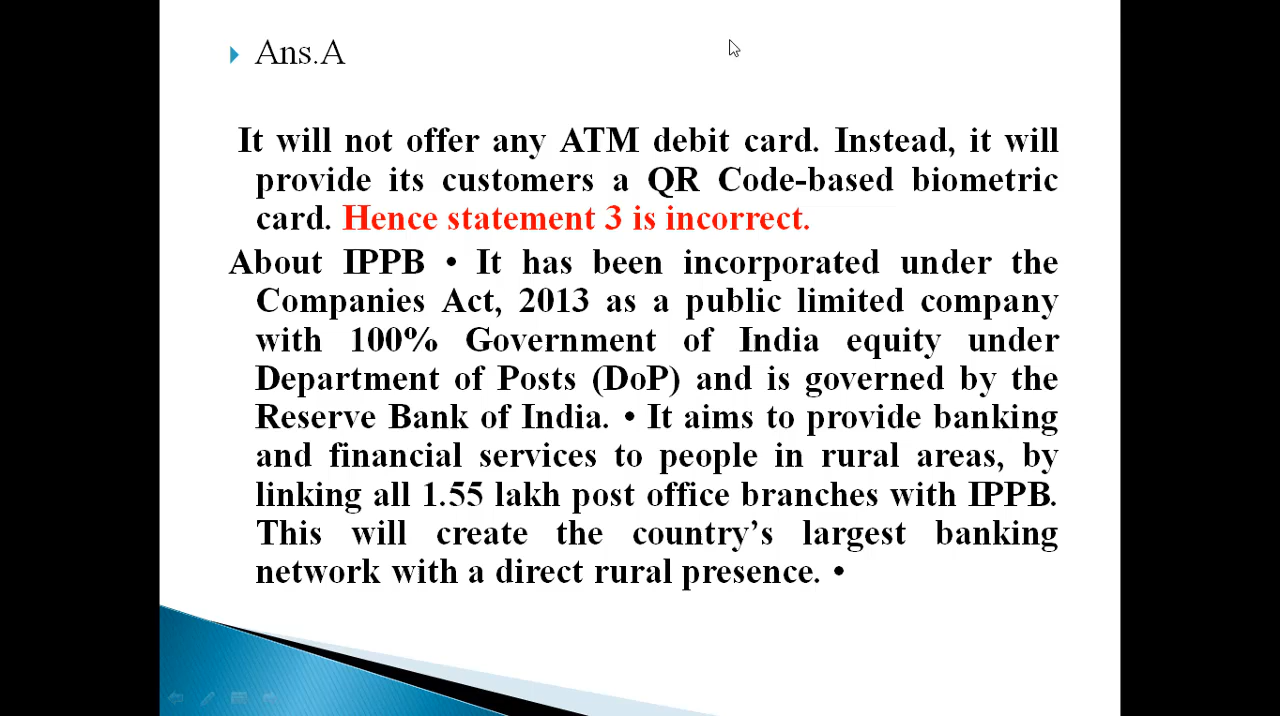 Ans.A
It will not offer any ATM debit card. Instead, it will
provide its customers a QR Code-based biometric
card. Hence statement 3 is incorrect.
About IPPB • It has been incorporated under the
Companies Act, 2013 as a public limited company
with 100% Government of India equity under
Department of Posts (DoP) and is governed by the
Reserve Bank of India. • It aims to provide banking
and financial services to people in rural areas, by
linking all 1.55 lakh post office branches with IPPB.
This will create the country’s largest banking
network with a direct rural presence. •